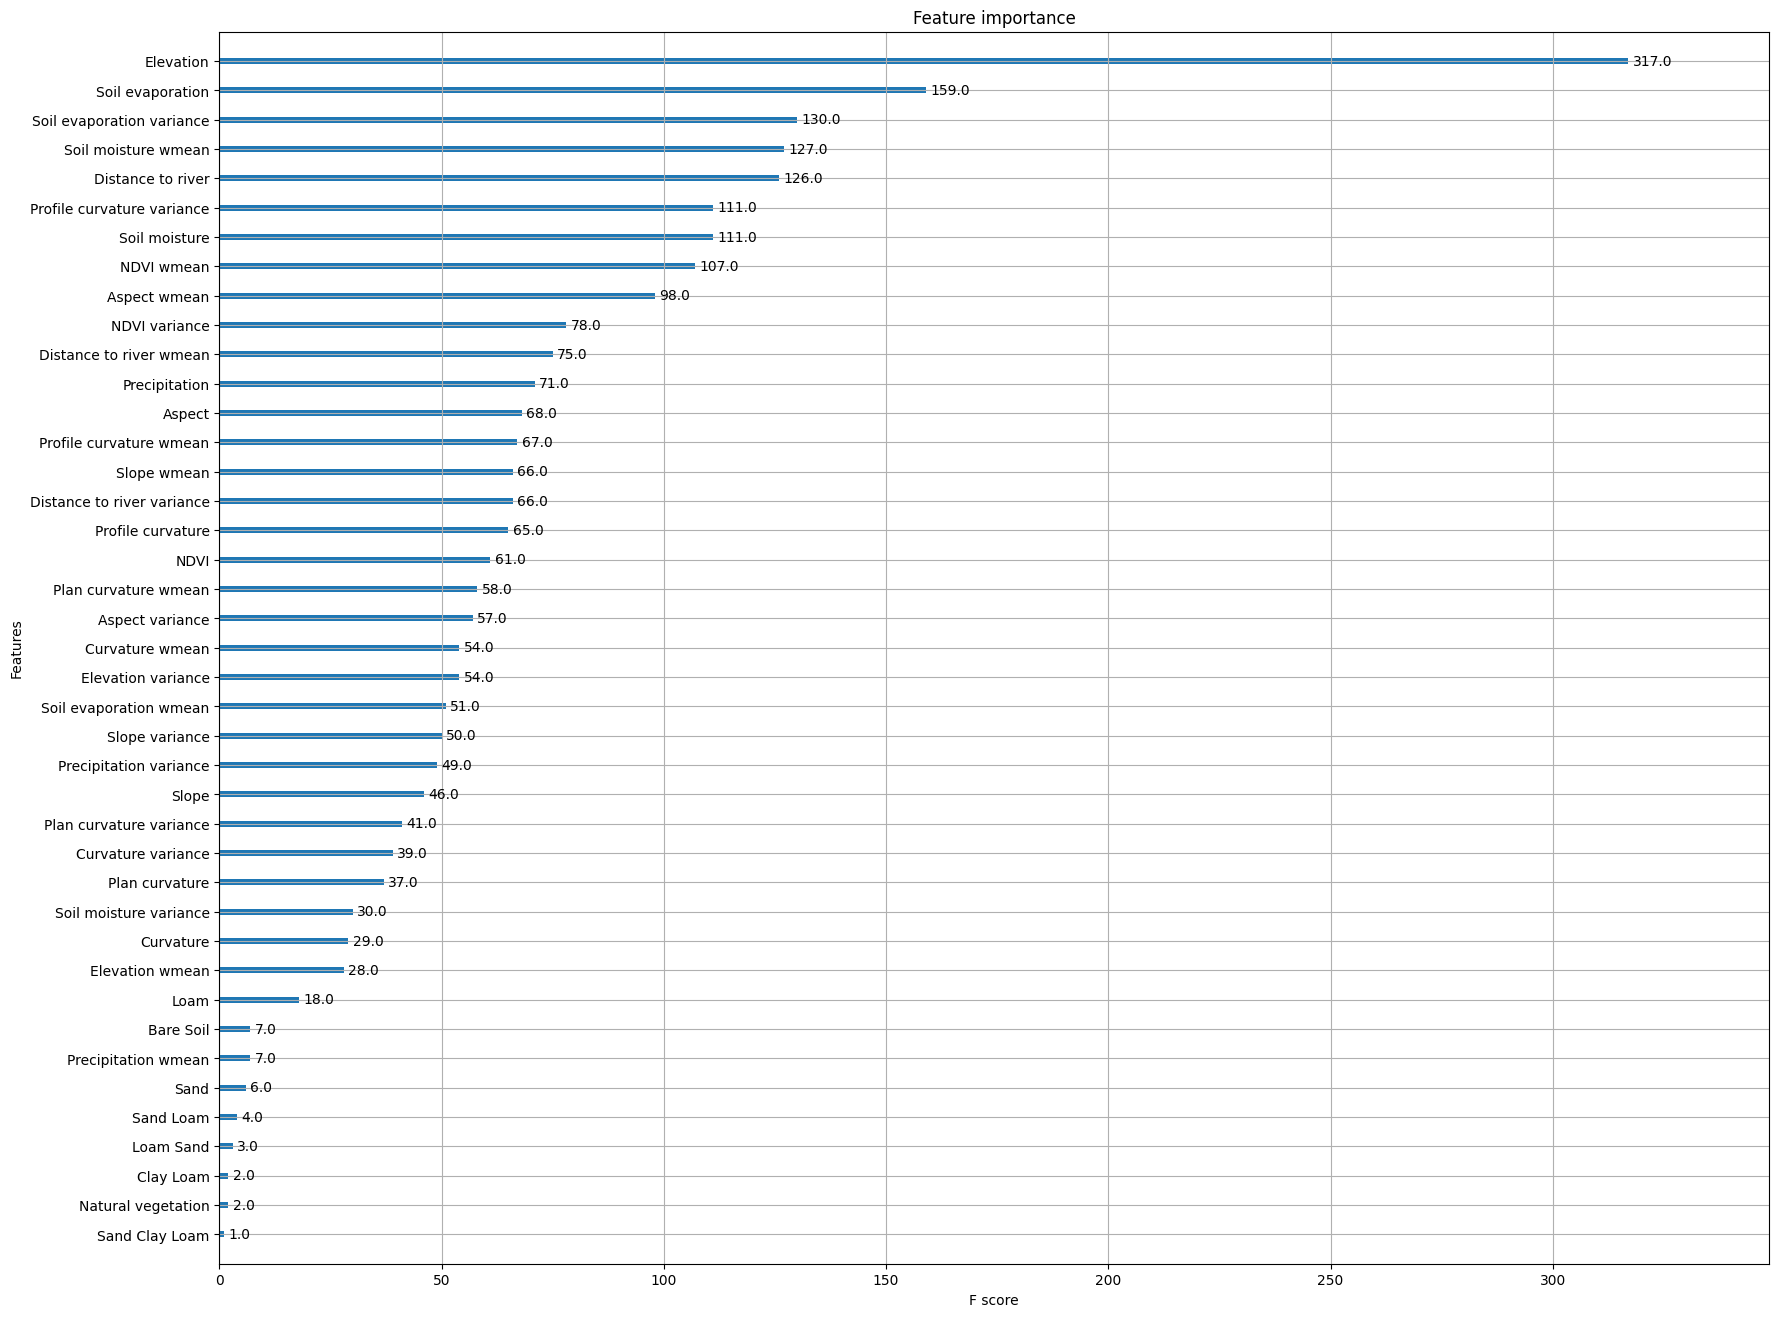 Feature importance
Elevation 317.0
Soil evaporation 159.0
Soil evaporation variance 130.0
Soil moisture wmean 127.0
Distance to river 126.0
Profile curvature variance 111.0
Soil moisture 111.0
NDVI wmean 107.0
Aspect wmean 98.0
NDVI variance 78.0
Distance to river wmean 75.0
Precipitation 71.0
Aspect 68.0
Profile curvature wmean 67.0
Slope wmean 66.0
Distance to river variance 66.0
Profile curvature 65.0
NDVI 61.0
Plan curvature wmean 58.0
Aspect variance 57.0
Curvature wmean 54.0
Elevation variance 54.0
Soil evaporation wmean 51.0
Slope variance 50.0
Precipitation variance 49.0
Slope 46.0
Plan curvature variance 41.0
Curvature variance 39.0
Plan curvature 37.0
Soil moisture variance 30.0
Curvature 29.0
Elevation wmean 28.0
Loam 18.0
Bare Soil 7.0
Precipitation wmean 7.0
Sand 6.0
Sand Loam 4.0
Loam Sand 3.0
Clay Loam 2.0
Natural vegetation 2.0
Sand Clay Loam 1.0
Features
0 50 100 150 200 250 300
F score